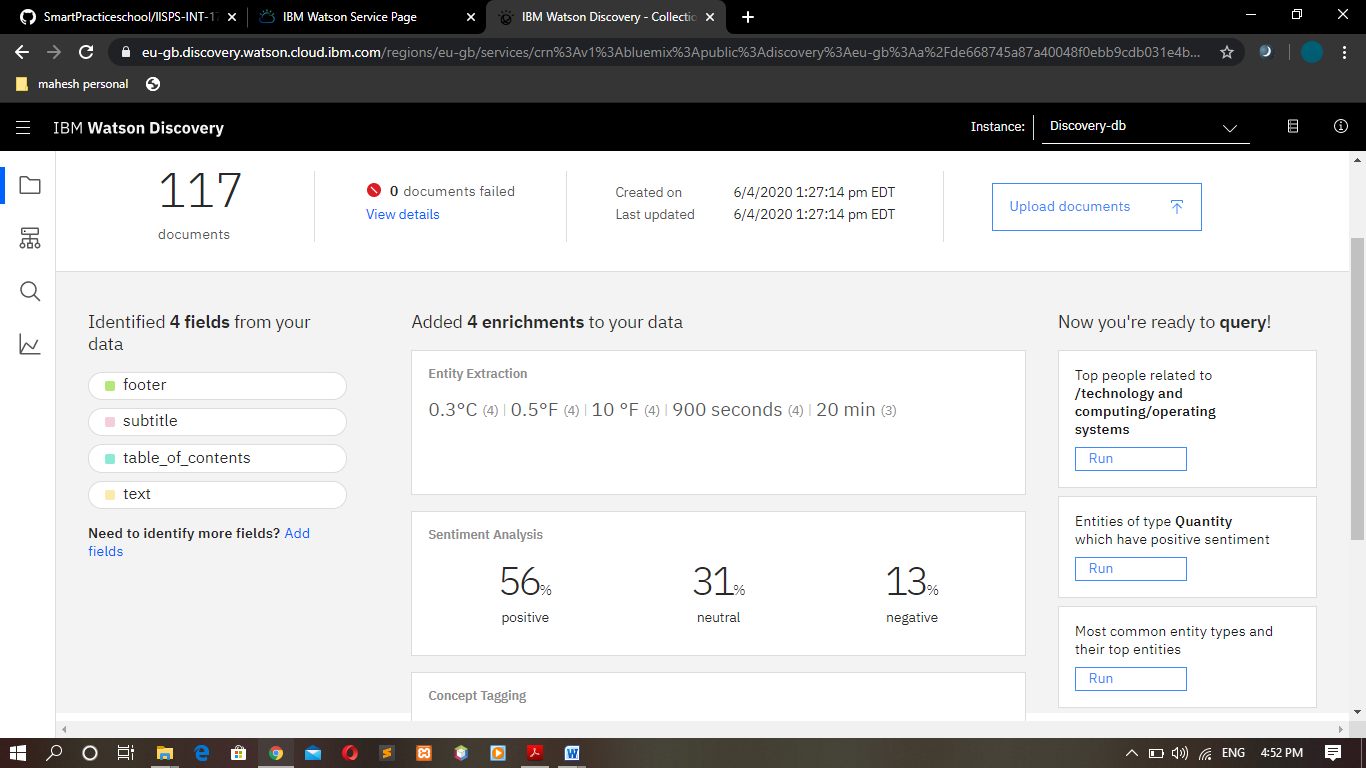 SmartPracticeschool/IISPS-INT-17
IBM Watson Service Page
IBM Watson Discovery - Collectio
eu-gb.discovery.watson.cloud.ibm.com/regions/eu-gb/services/crn%3Av1%3Abluemix%3Apublic%3Adiscovery%3Aeu-gb%3Aa%2Fde668745a87a40048f0ebb9cdb031e4b...
mahesh personal
IBM Watson Discovery
Instance:
Discovery-db
117
documents
0 documents failed
View details
Created on 6/4/2020 1:27:14 pm EDT
Last updated 6/4/2020 1:27:14 pm EDT
Upload documents
Identified 4 fields from your
data
footer
subtitle
table_of_contents
text
Need to identify more fields? Add
fields
Added 4 enrichments to your data
Entity Extraction
0.3°C (4) | 0.5°F (4) | 10 °F (4) | 900 seconds (4) | 20 min (3)
Sentiment Analysis
56% 31% 13%
positive neutral negative
Concept Tagging
Now you're ready to query!
Top people related to
/technology and
computing/operating
systems
Run
Entities of type Quantity
which have positive sentiment
Run
Most common entity types and
their top entities
Run
ENG 4:52 PM